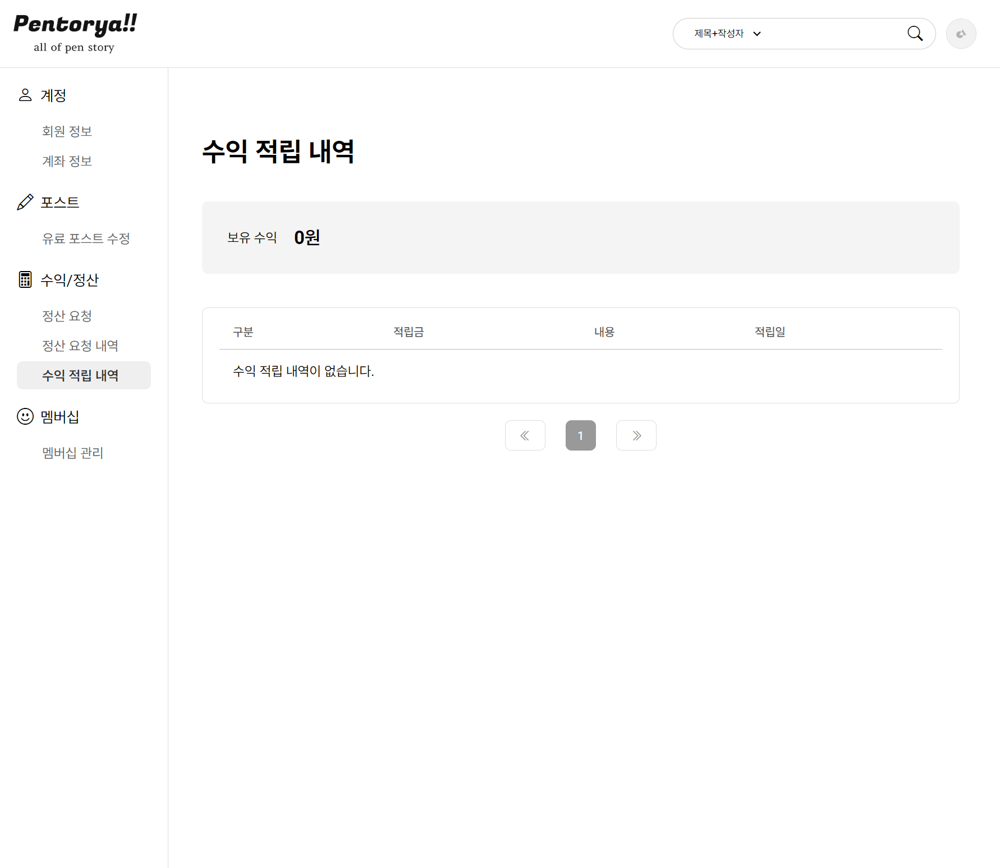 Pentorya!!
all of pen story
제목+작성자
계정
회원 정보
계좌 정보
포스트
유료 포스트 수정
수익/정산
정산 요청
정산 요청 내역
수익 적립 내역
멤버십
멤버십 관리
수익 적립 내역
보유 수익 0원
구분 적립금 내용 적립일
수익 적립 내역이 없습니다.
1